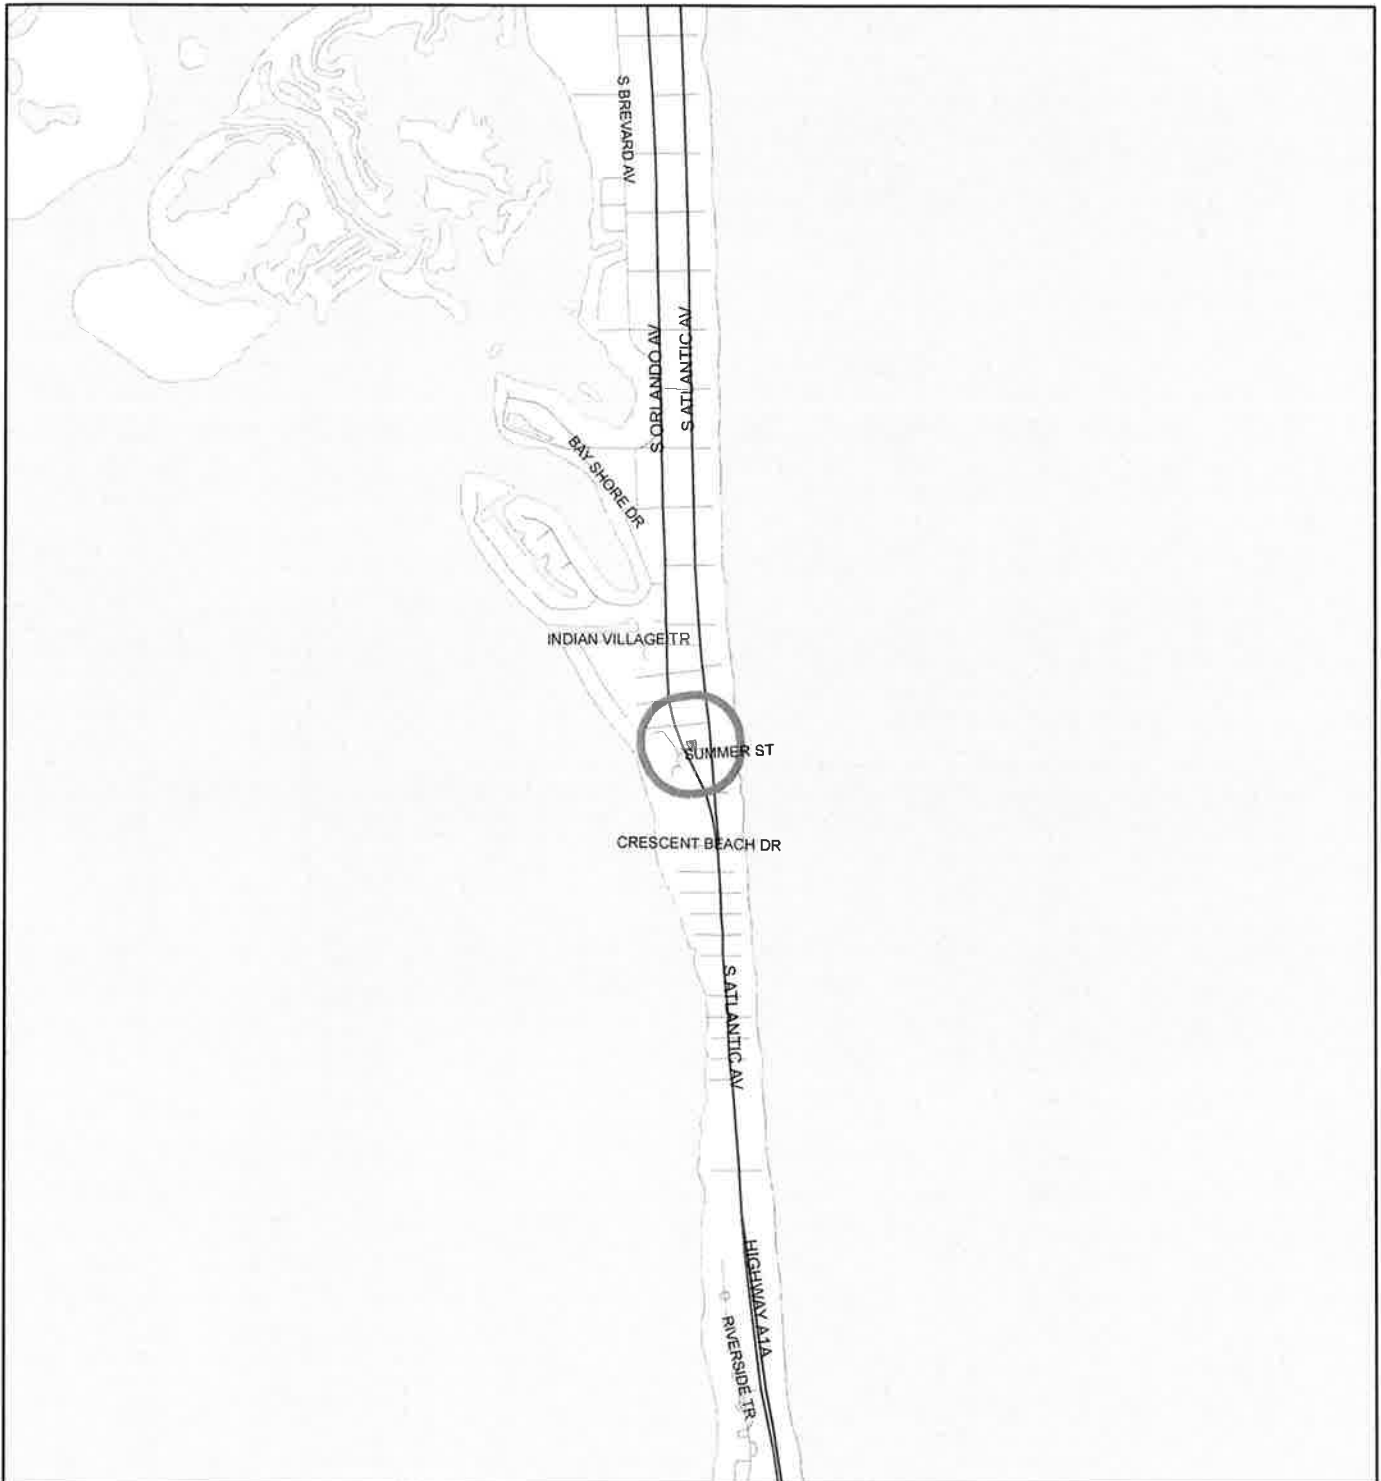 S BREVARD AV
S ORLANDO AV
S ATLANTIC AV
BAY SHORE DR
INDIAN VILLAGE TR
SUMMER ST
CRESCENT BEACH DR
S ATLANTIC AV
HIGHWAY A1A
RIVERSIDE TR